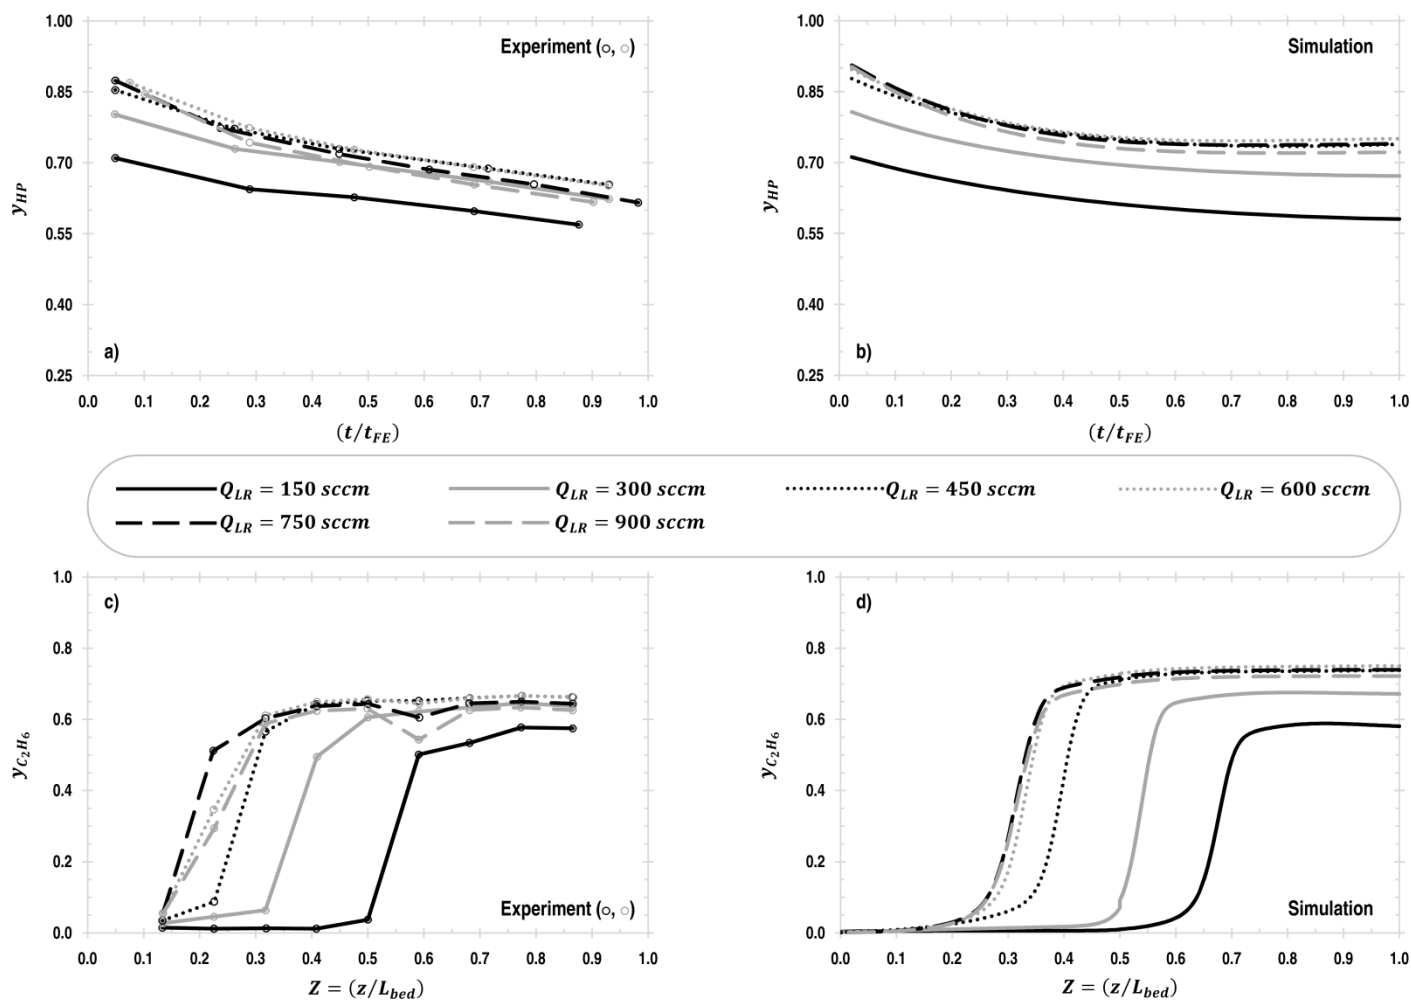 1.00
0.85
0.70
0.55
0.40
0.25
y_HP
Experiment (o, o)
a)
0.0 0.1 0.2 0.3 0.4 0.5 0.6 0.7 0.8 0.9 1.0
(t/t_FE)
1.00
0.85
0.70
0.55
0.40
0.25
y_HP
Simulation
b)
0.0 0.1 0.2 0.3 0.4 0.5 0.6 0.7 0.8 0.9 1.0
(t/t_FE)
Q_LR = 150 sccm Q_LR = 300 sccm Q_LR = 450 sccm Q_LR = 600 sccm
Q_LR = 750 sccm Q_LR = 900 sccm
1.0
0.8
0.6
0.4
0.2
0.0
y_C2H6
c)
Experiment (o, o)
0.0 0.1 0.2 0.3 0.4 0.5 0.6 0.7 0.8 0.9 1.0
Z = (z/L_bed)
1.0
0.8
0.6
0.4
0.2
0.0
y_C2H6
d)
Simulation
0.0 0.1 0.2 0.3 0.4 0.5 0.6 0.7 0.8 0.9 1.0
Z = (z/L_bed)